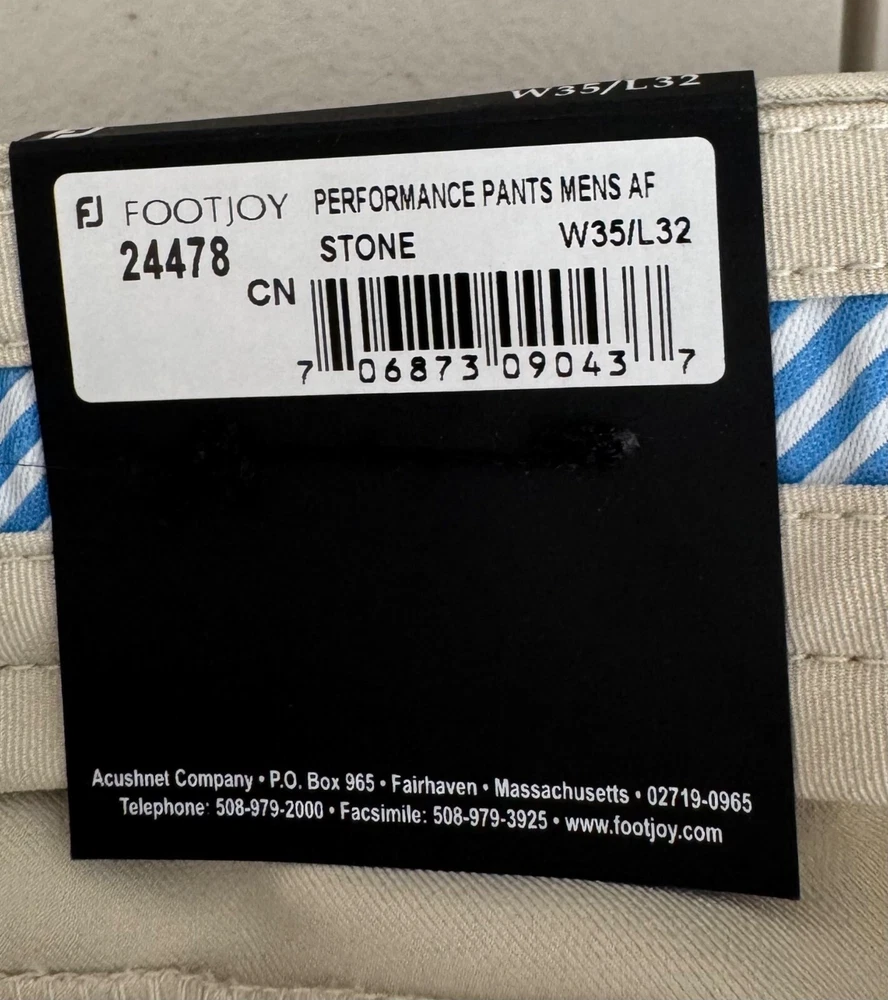 W35/L32
FJ FOOTJOY PERFORMANCE PANTS MENS AF
24478 STONE W35/L32
CN
7 06873 09043 7
Acushnet Company • P.O. Box 965 • Fairhaven • Massachusetts • 02719-0965
Telephone: 508-979-2000 • Facsimile: 508-979-3925 • www.footjoy.com